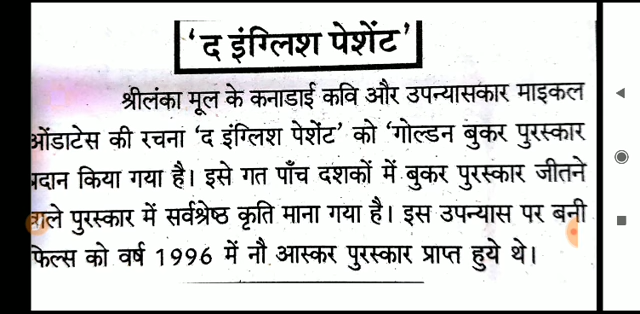 'द इंग्लिश पेशेंट'
श्रीलंका मूल के कनाडाई कवि और उपन्यासकार माइकल
ओंडाटेस की रचना 'द इंग्लिश पेशेंट' को 'गोल्डन बुकर पुरस्कार
प्रदान किया गया है। इसे गत पाँच दशकों में बुकर पुरस्कार जीतने
वाले पुरस्कार में सर्वश्रेष्ठ कृति माना गया है। इस उपन्यास पर बनी
फिल्स को वर्ष 1996 में नौ आस्कर पुरस्कार प्राप्त हुये थे।